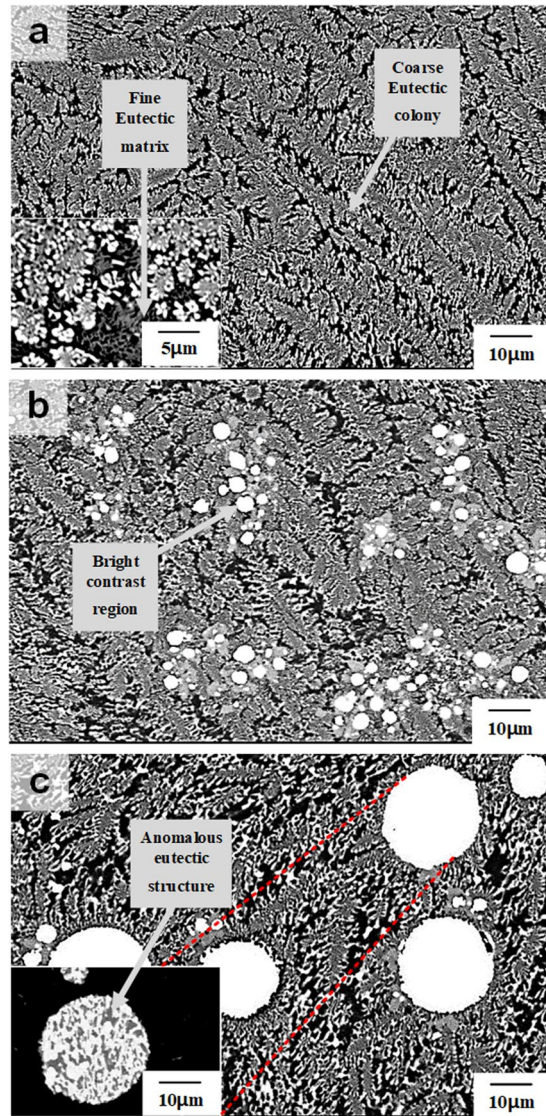 a
Fine
Eutectic
matrix
Coarse
Eutectic
colony
5μm
10μm
b
Bright
contrast
region
10μm
c
Anomalous
eutectic
structure
10μm
10μm